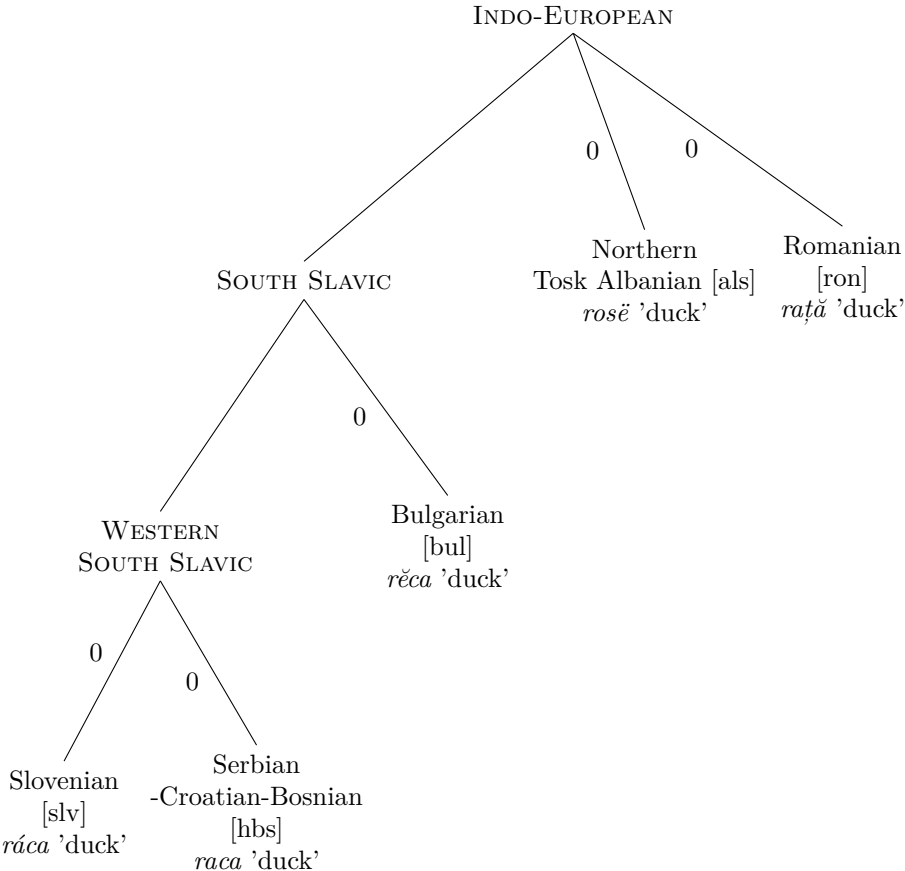 INDO-EUROPEAN
0
0
Northern
Tosk Albanian [als]
rosë 'duck'
Romanian
[ron]
rață 'duck'
SOUTH SLAVIC
0
Bulgarian
[bul]
rĕca 'duck'
WESTERN
SOUTH SLAVIC
0
0
Slovenian
[slv]
ráca 'duck'
Serbian
-Croatian-Bosnian
[hbs]
raca 'duck'